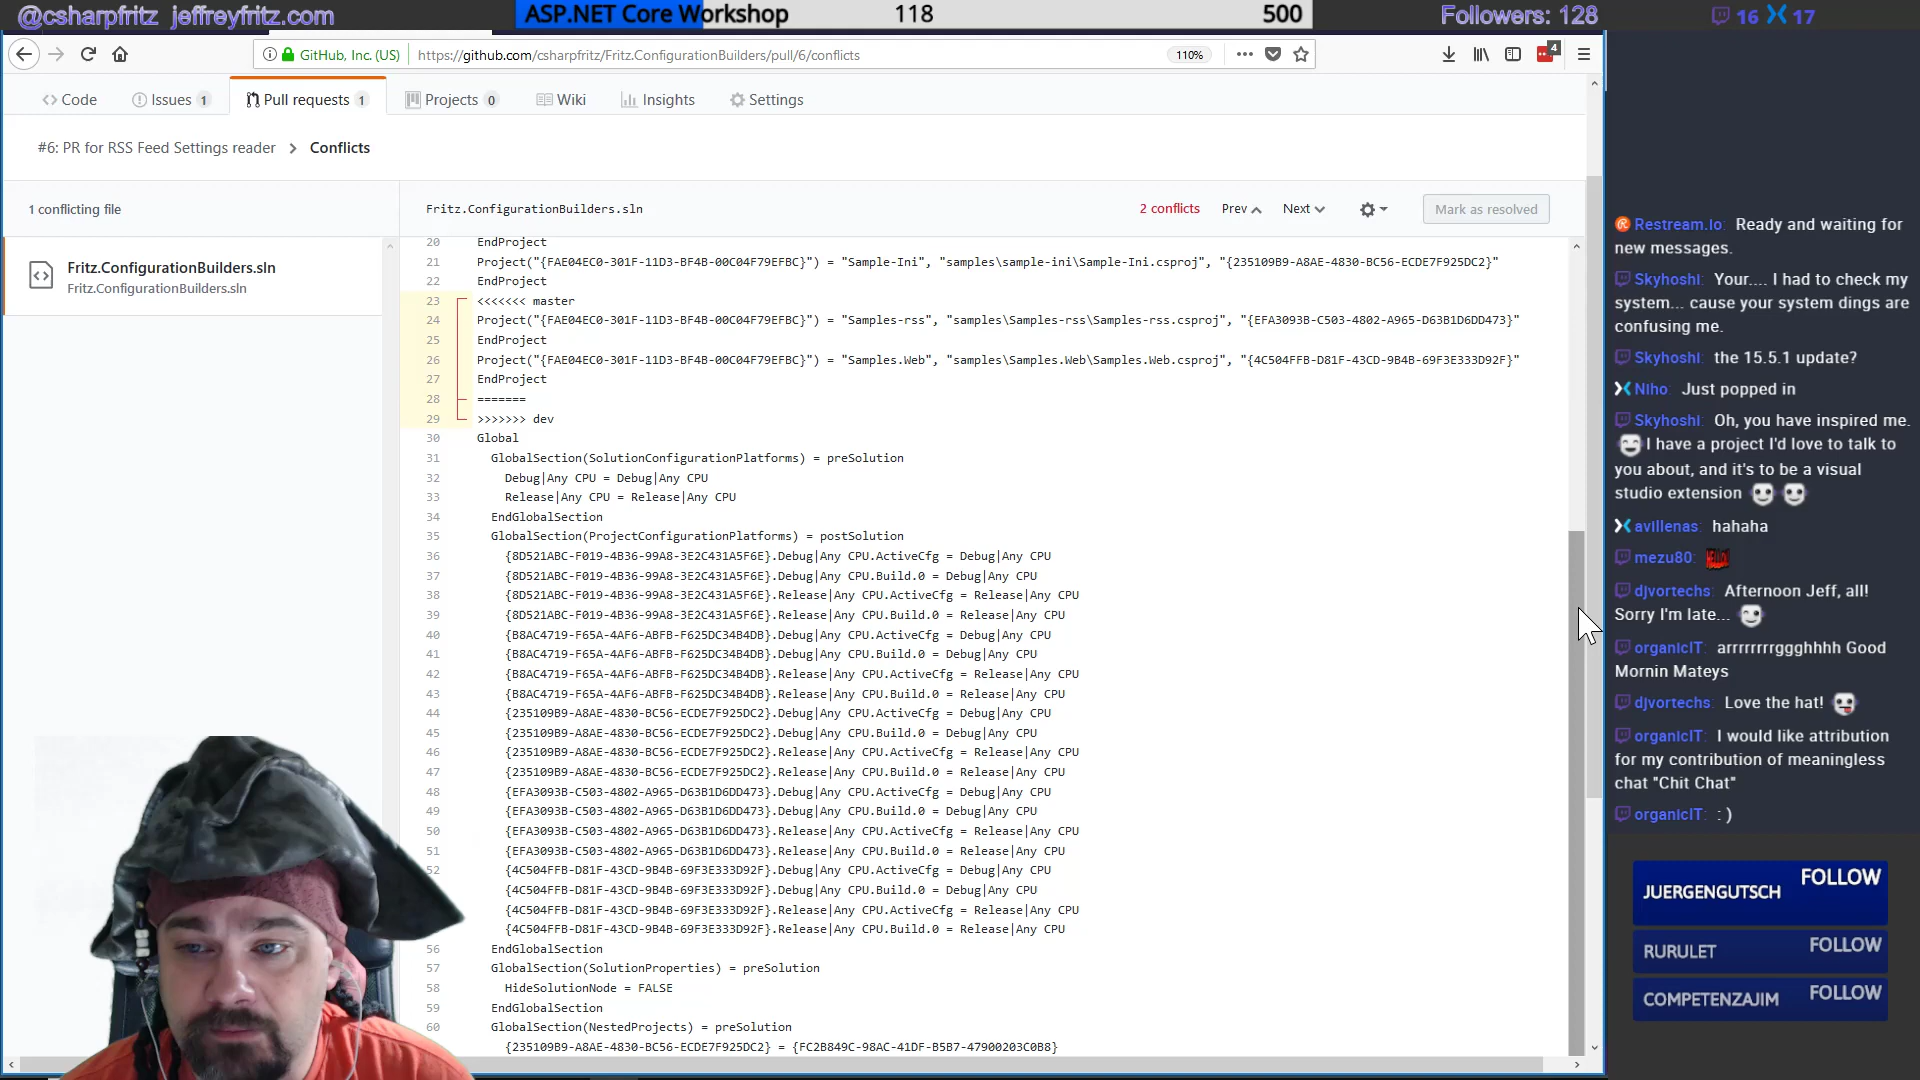 @csharpfritz jeffreyfritz.com
ASP.NET Core Workshop 118 500
Followers: 128
16 17
GitHub, Inc. (US) https://github.com/csharpfritz/Fritz.ConfigurationBuilders/pull/6/conflicts 110% 4
Code Issues 1 Pull requests 1 Projects 0 Wiki Insights Settings
#6: PR for RSS Feed Settings reader > Conflicts
1 conflicting file
Fritz.ConfigurationBuilders.sln 2 conflicts Prev Next Mark as resolved
Fritz.ConfigurationBuilders.sln
Fritz.ConfigurationBuilders.sln
20 EndProject
21 Project("{FAE04EC0-301F-11D3-BF4B-00C04F79EFBC}") = "Sample-Ini", "samples\sample-ini\Sample-Ini.csproj", "{235109B9-A8AE-4830-BC56-ECDE7F925DC2}"
22 EndProject
23 <<<<<<< master
24 Project("{FAE04EC0-301F-11D3-BF4B-00C04F79EFBC}") = "Samples-rss", "samples\Samples-rss\Samples-rss.csproj", "{EFA3093B-C503-4802-A965-D63B1D6DD473}"
25 EndProject
26 Project("{FAE04EC0-301F-11D3-BF4B-00C04F79EFBC}") = "Samples.Web", "samples\Samples.Web\Samples.Web.csproj", "{4C504FFB-D81F-43CD-9B4B-69F3E333D92F}"
27 EndProject
28 =======
29 >>>>>>> dev
30 Global
31 GlobalSection(SolutionConfigurationPlatforms) = preSolution
32 Debug|Any CPU = Debug|Any CPU
33 Release|Any CPU = Release|Any CPU
34 EndGlobalSection
35 GlobalSection(ProjectConfigurationPlatforms) = postSolution
36 {8D521ABC-F019-4B36-99A8-3E2C431A5F6E}.Debug|Any CPU.ActiveCfg = Debug|Any CPU
37 {8D521ABC-F019-4B36-99A8-3E2C431A5F6E}.Debug|Any CPU.Build.0 = Debug|Any CPU
38 {8D521ABC-F019-4B36-99A8-3E2C431A5F6E}.Release|Any CPU.ActiveCfg = Release|Any CPU
39 {8D521ABC-F019-4B36-99A8-3E2C431A5F6E}.Release|Any CPU.Build.0 = Release|Any CPU
40 {B8AC4719-F65A-4AF6-ABFB-F625DC34B4DB}.Debug|Any CPU.ActiveCfg = Debug|Any CPU
41 {B8AC4719-F65A-4AF6-ABFB-F625DC34B4DB}.Debug|Any CPU.Build.0 = Debug|Any CPU
42 {B8AC4719-F65A-4AF6-ABFB-F625DC34B4DB}.Release|Any CPU.ActiveCfg = Release|Any CPU
43 {B8AC4719-F65A-4AF6-ABFB-F625DC34B4DB}.Release|Any CPU.Build.0 = Release|Any CPU
44 {235109B9-A8AE-4830-BC56-ECDE7F925DC2}.Debug|Any CPU.ActiveCfg = Debug|Any CPU
45 {235109B9-A8AE-4830-BC56-ECDE7F925DC2}.Debug|Any CPU.Build.0 = Debug|Any CPU
46 {235109B9-A8AE-4830-BC56-ECDE7F925DC2}.Release|Any CPU.ActiveCfg = Release|Any CPU
47 {235109B9-A8AE-4830-BC56-ECDE7F925DC2}.Release|Any CPU.Build.0 = Release|Any CPU
48 {EFA3093B-C503-4802-A965-D63B1D6DD473}.Debug|Any CPU.ActiveCfg = Debug|Any CPU
49 {EFA3093B-C503-4802-A965-D63B1D6DD473}.Debug|Any CPU.Build.0 = Debug|Any CPU
50 {EFA3093B-C503-4802-A965-D63B1D6DD473}.Release|Any CPU.ActiveCfg = Release|Any CPU
51 {EFA3093B-C503-4802-A965-D63B1D6DD473}.Release|Any CPU.Build.0 = Release|Any CPU
52 {4C504FFB-D81F-43CD-9B4B-69F3E333D92F}.Debug|Any CPU.ActiveCfg = Debug|Any CPU
{4C504FFB-D81F-43CD-9B4B-69F3E333D92F}.Debug|Any CPU.Build.0 = Debug|Any CPU
{4C504FFB-D81F-43CD-9B4B-69F3E333D92F}.Release|Any CPU.ActiveCfg = Release|Any CPU
{4C504FFB-D81F-43CD-9B4B-69F3E333D92F}.Release|Any CPU.Build.0 = Release|Any CPU
56 EndGlobalSection
57 GlobalSection(SolutionProperties) = preSolution
58 HideSolutionNode = FALSE
59 EndGlobalSection
60 GlobalSection(NestedProjects) = preSolution
{235109B9-A8AE-4830-BC56-ECDE7F925DC2} = {FC2B849C-98AC-41DF-B5B7-47900203C0B8}
Restream.Io: Ready and waiting for
new messages.
Skyhoshi: Your.... I had to check my
system... cause your system dings are
confusing me.
Skyhoshi: the 15.5.1 update?
Niho: Just popped in
Skyhoshi: Oh, you have inspired me.
I have a project I'd love to talk to
you about, and it's to be a visual
studio extension
avillenas: hahaha
mezu80:
djvortechs: Afternoon Jeff, all!
Sorry I'm late...
organicIT: arrrrrrrggghhhh Good
Mornin Mateys
djvortechs: Love the hat!
organicIT: I would like attribution
for my contribution of meaningless
chat "Chit Chat"
organicIT: : )
JUERGENGUTSCH FOLLOW
RURULET FOLLOW
COMPETENZAJIM FOLLOW